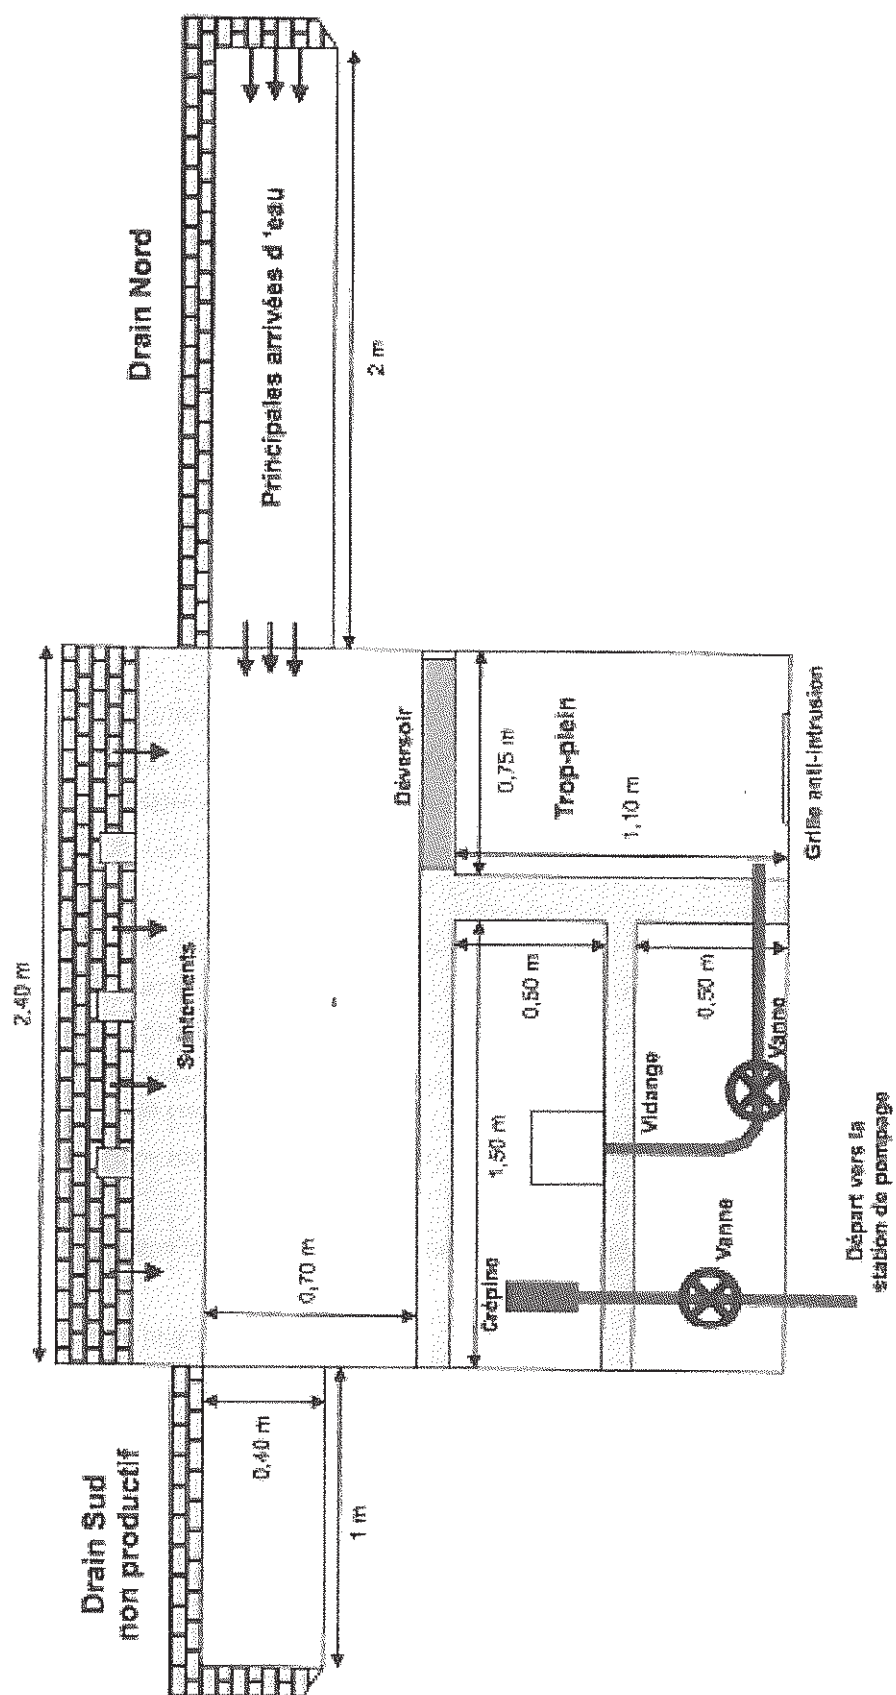 Drain Sud
non productif
2.40 m
Drain Nord
Suintements
Principales arrivées d 'eau
0,40 m
0,70 m
1 m
2 m
Déversoir
Crépine
1,50 m
0,50 m
0,75 m
Trop-plein
Vidange
1,10 m
0,50 m
Vanne
Vanne
Grille anti-intrusion
Départ vers la
station de pompage